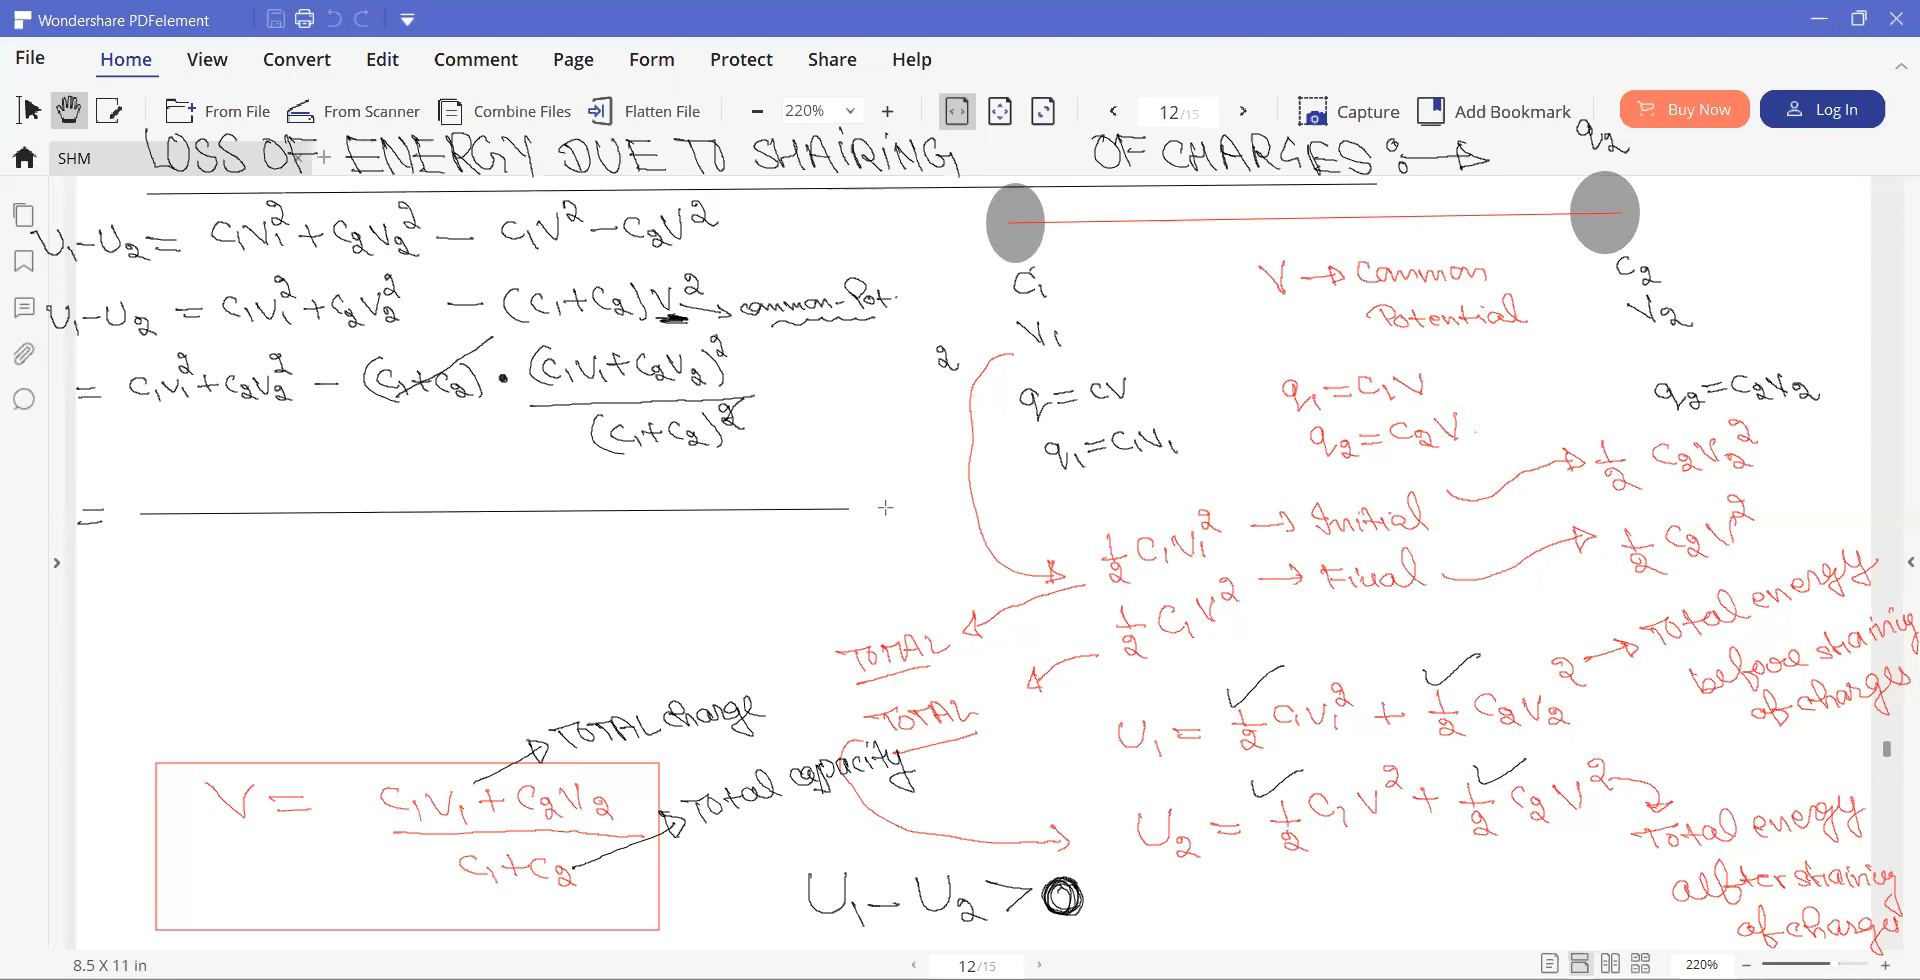 Wondershare PDFelement
File Home View Convert Edit Comment Page Form Protect Share Help
From File From Scanner Combine Files Flatten File 220% 12/15 Capture Add Bookmark Buy Now Log In
SHM
LOSS OF ENERGY DUE TO SHAIRING OF CHARGES :→
q₂
U₁-U₂ = C₁V₁² + C₂V₂² - C₁V² - C₂V²
U₁-U₂ = C₁V₁² + C₂V₂² - (C₁+C₂)V² → common-Pot.
= C₁V₁² + C₂V₂² - (C₁+C₂) · (C₁V₁+C₂V₂)²
(C₁+C₂)²
=
2
C₁
V₁
q = CV
q₁ = C₁V₁
V → Common
Potential
q₁ = C₁V
q₂ = C₂V
C₂
V₂
q₂ = C₂V₂
½ C₁V₁² → Initial → ½ C₂V₂²
½ C₁V² → Final → ½ C₂V²
TOTAL
TOTAL
U₁ = ½ C₁V₁² + ½ C₂V₂² → Total energy
before shairing
of charges
U₂ = ½ C₁V² + ½ C₂V² → Total energy
alfter shairing
of charges
V = C₁V₁ + C₂V₂ → TOTAL charge
C₁+C₂ → Total capacity
U₁-U₂ > 0
8.5 X 11 in 12/15 220%